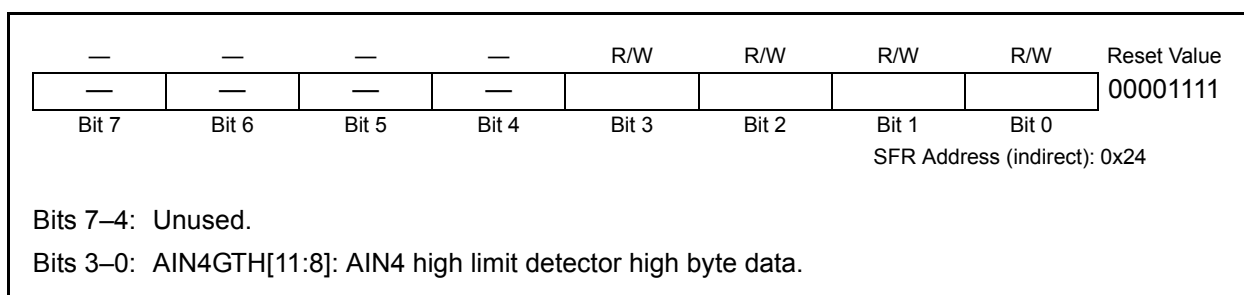 — — — — R/W R/W R/W R/W Reset Value
— — — — 00001111
Bit 7 Bit 6 Bit 5 Bit 4 Bit 3 Bit 2 Bit 1 Bit 0
SFR Address (indirect): 0x24
Bits 7–4: Unused.
Bits 3–0: AIN4GTH[11:8]: AIN4 high limit detector high byte data.